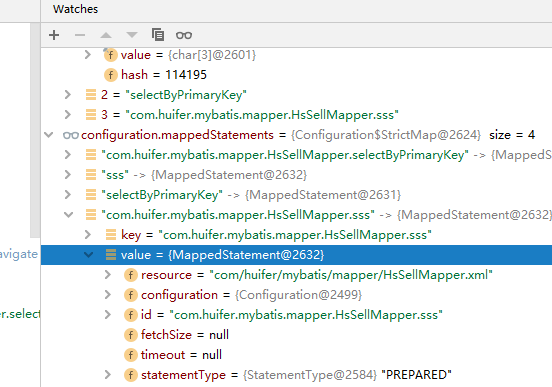 Watches
value = {char[3]@2601}
hash = 114195
2 = "selectByPrimaryKey"
3 = "com.huifer.mybatis.mapper.HsSellMapper.sss"
configuration.mappedStatements = {Configuration$StrictMap@2624} size = 4
"com.huifer.mybatis.mapper.HsSellMapper.selectByPrimaryKey" -> {MappedS
"sss" -> {MappedStatement@2632}
"selectByPrimaryKey" -> {MappedStatement@2631}
"com.huifer.mybatis.mapper.HsSellMapper.sss" -> {MappedStatement@2632}
key = "com.huifer.mybatis.mapper.HsSellMapper.sss"
avigate value = {MappedStatement@2632}
resource = "com/huifer/mybatis/mapper/HsSellMapper.xml"
configuration = {Configuration@2499}
er.selec id = "com.huifer.mybatis.mapper.HsSellMapper.sss"
fetchSize = null
timeout = null
statementType = {StatementType@2584} "PREPARED"